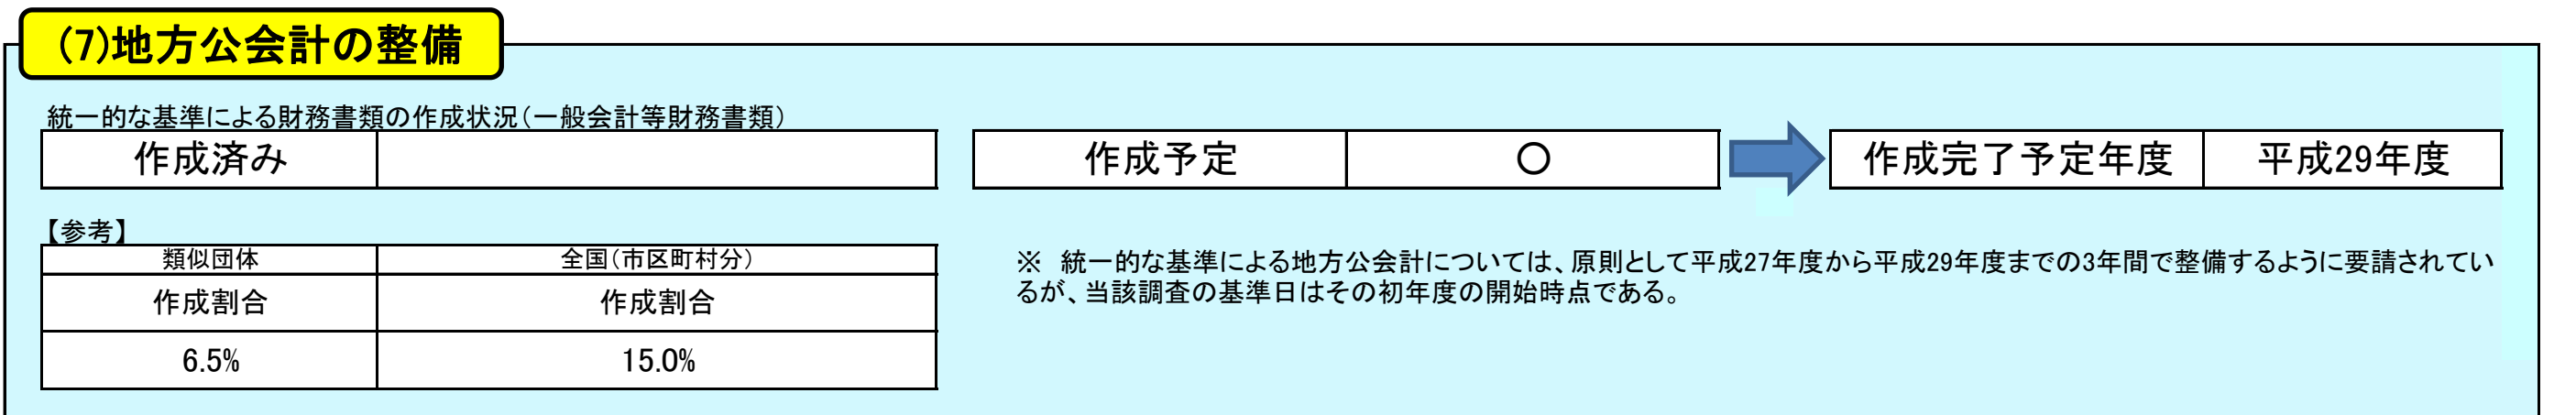 (7)地方公会計の整備
統一的な基準による財務書類の作成状況(一般会計等財務書類)
作成済み
作成予定 〇
作成完了予定年度 平成29年度
【参考】
類似団体 全国(市区町村分)
作成割合 作成割合
6.5% 15.0%
※ 統一的な基準による地方公会計については、原則として平成27年度から平成29年度までの3年間で整備するように要請されてい
るが、当該調査の基準日はその初年度の開始時点である。